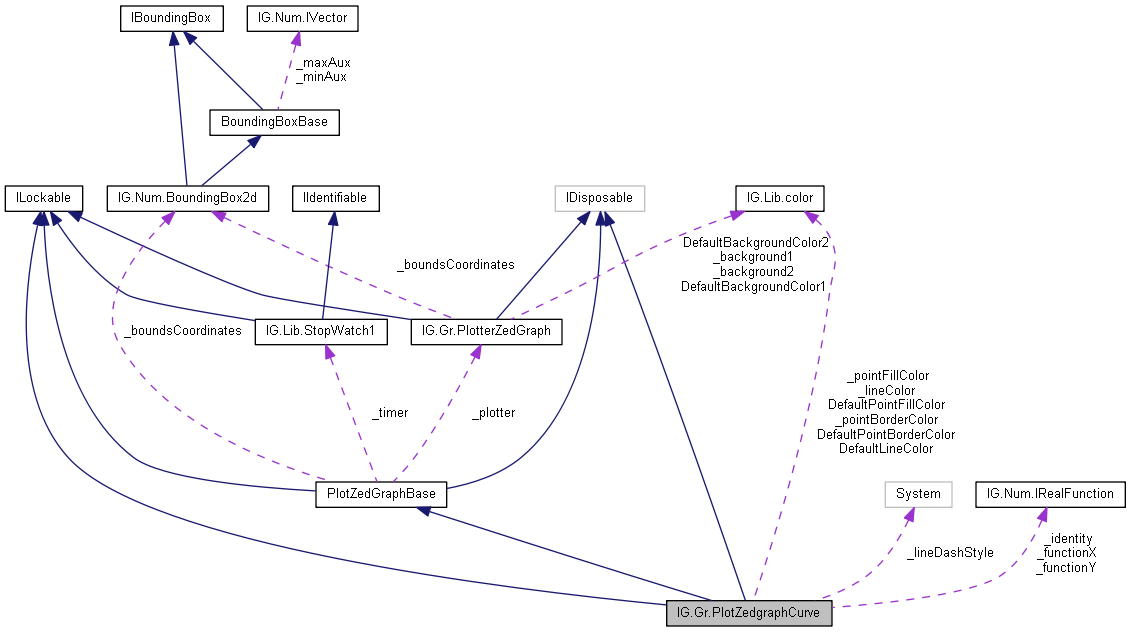 IBoundingBox
IG.Num.IVector
_maxAux
_minAux
BoundingBoxBase
ILockable
IG.Num.BoundingBox2d
IIdentifiable
IDisposable
IG.Lib.color
DefaultBackgroundColor2
_background1
_background2
DefaultBackgroundColor1
_boundsCoordinates
_boundsCoordinates
IG.Lib.StopWatch1
IG.Gr.PlotterZedGraph
_pointFillColor
_lineColor
DefaultPointFillColor
_pointBorderColor
DefaultPointBorderColor
DefaultLineColor
_timer
_plotter
PlotZedGraphBase
System
IG.Num.IRealFunction
_lineDashStyle
_identity
_functionX
_functionY
IG.Gr.PlotZedgraphCurve